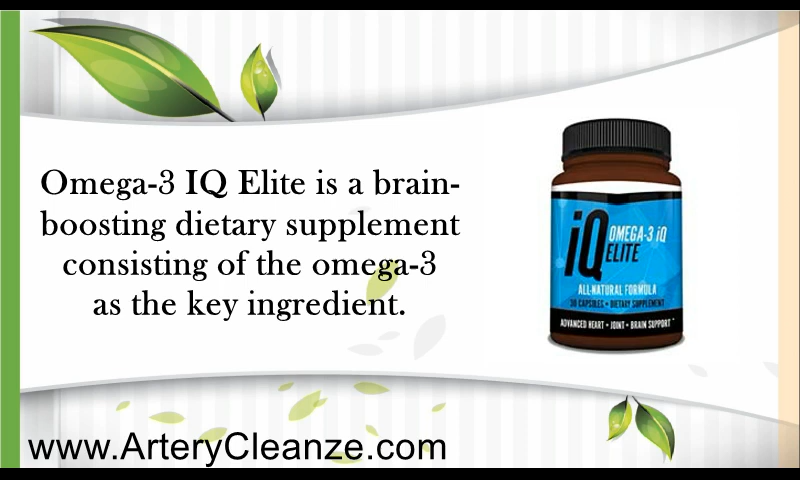 Omega-3 IQ Elite is a brain-
boosting dietary supplement
consisting of the omega-3
as the key ingredient.
iQ
OMEGA-3 iQ
ELITE
ALL-NATURAL FORMULA
30 CAPSULES • DIETARY SUPPLEMENT
ADVANCED HEART • JOINT • BRAIN SUPPORT
www.ArteryCleanze.com